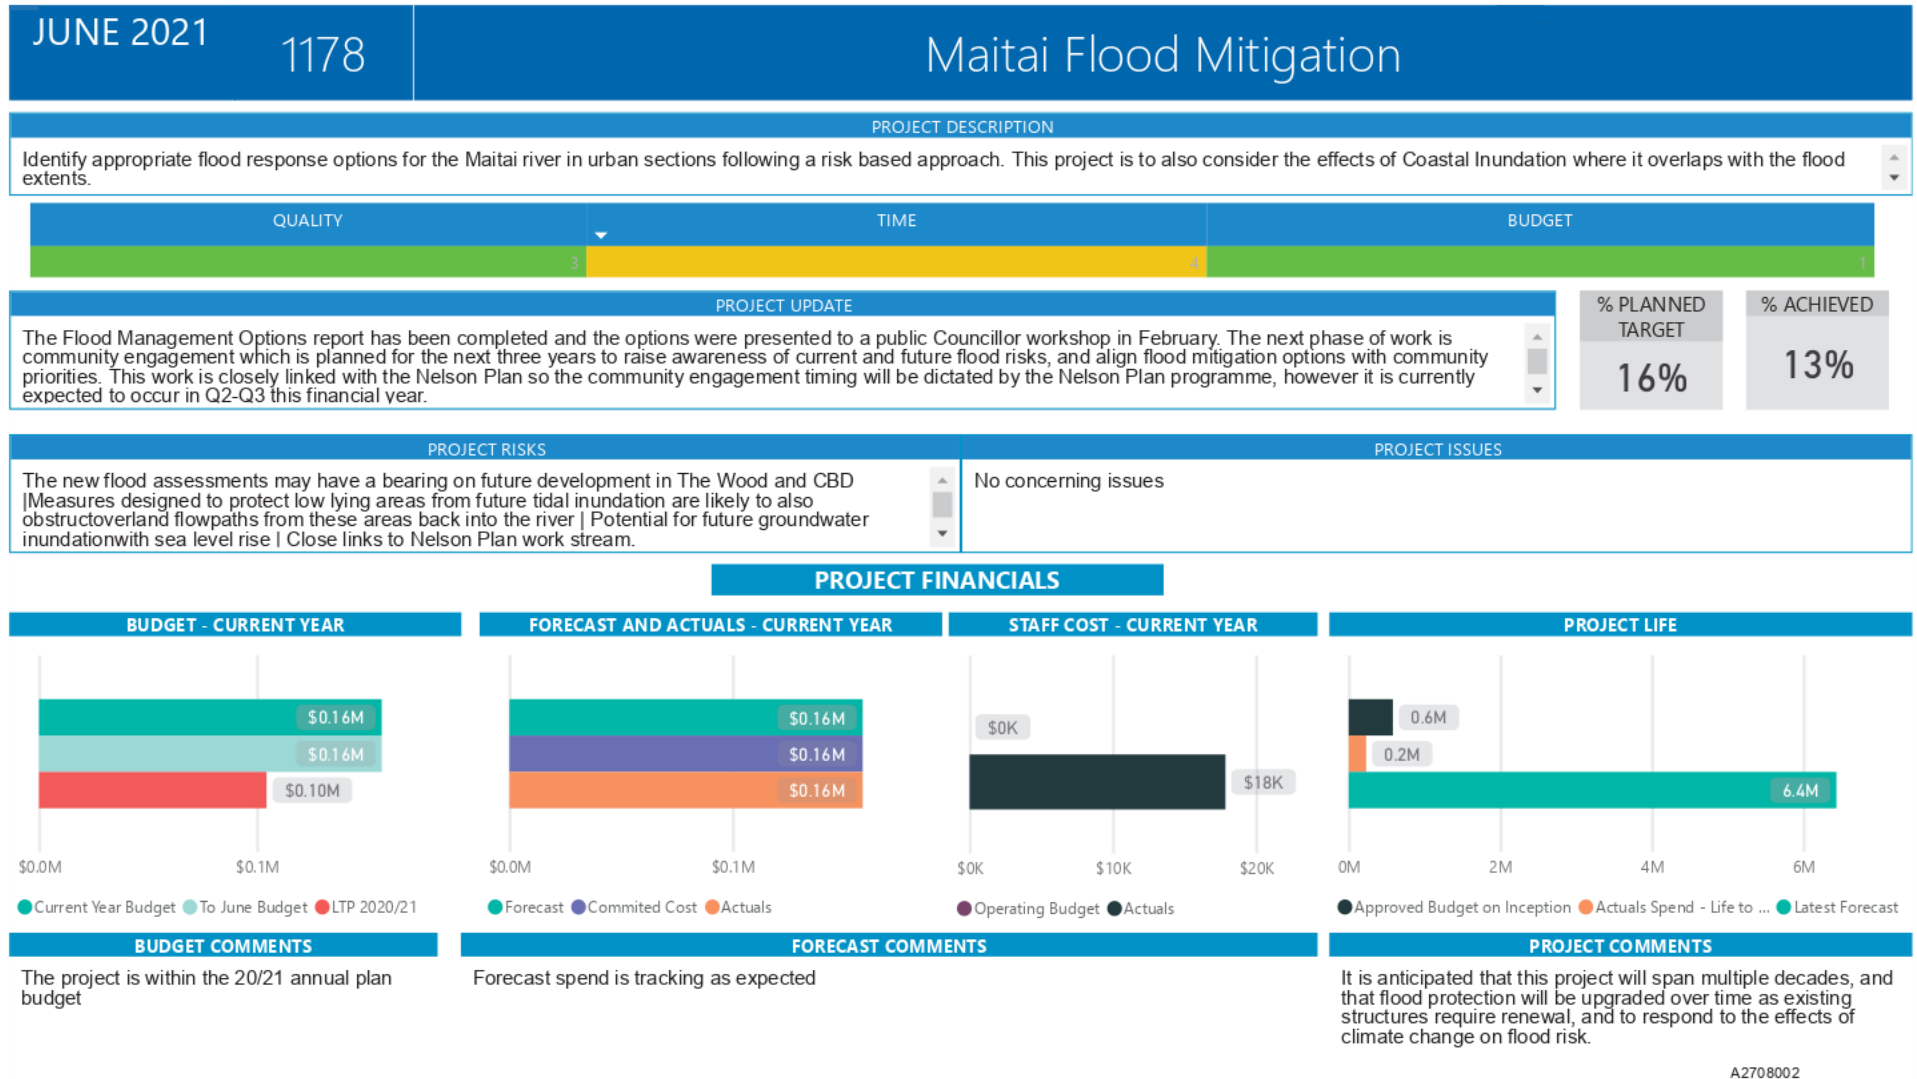 JUNE 2021
1178
Maitai Flood Mitigation
PROJECT DESCRIPTION
Identify appropriate flood response options for the Maitai river in urban sections following a risk based approach. This project is to also consider the effects of Coastal Inundation where it overlaps with the flood
extents.
QUALITY TIME BUDGET
3 4 1
PROJECT UPDATE
The Flood Management Options report has been completed and the options were presented to a public Councillor workshop in February. The next phase of work is
community engagement which is planned for the next three years to raise awareness of current and future flood risks, and align flood mitigation options with community
priorities. This work is closely linked with the Nelson Plan so the community engagement timing will be dictated by the Nelson Plan programme, however it is currently
expected to occur in Q2-Q3 this financial year.
% PLANNED
TARGET
16%
% ACHIEVED
13%
PROJECT RISKS
The new flood assessments may have a bearing on future development in The Wood and CBD
|Measures designed to protect low lying areas from future tidal inundation are likely to also
obstructoverland flowpaths from these areas back into the river | Potential for future groundwater
inundationwith sea level rise | Close links to Nelson Plan work stream.
PROJECT ISSUES
No concerning issues
PROJECT FINANCIALS
BUDGET - CURRENT YEAR
$0.16M
$0.16M
$0.10M
$0.0M $0.1M
Current Year Budget To June Budget LTP 2020/21
FORECAST AND ACTUALS - CURRENT YEAR
$0.16M
$0.16M
$0.16M
$0.0M $0.1M
Forecast Commited Cost Actuals
STAFF COST - CURRENT YEAR
$0K
$18K
$0K $10K $20K
Operating Budget Actuals
PROJECT LIFE
0.6M
0.2M
6.4M
0M 2M 4M 6M
Approved Budget on Inception Actuals Spend - Life to ... Latest Forecast
BUDGET COMMENTS
The project is within the 20/21 annual plan
budget
FORECAST COMMENTS
Forecast spend is tracking as expected
PROJECT COMMENTS
It is anticipated that this project will span multiple decades, and
that flood protection will be upgraded over time as existing
structures require renewal, and to respond to the effects of
climate change on flood risk.
A2708002